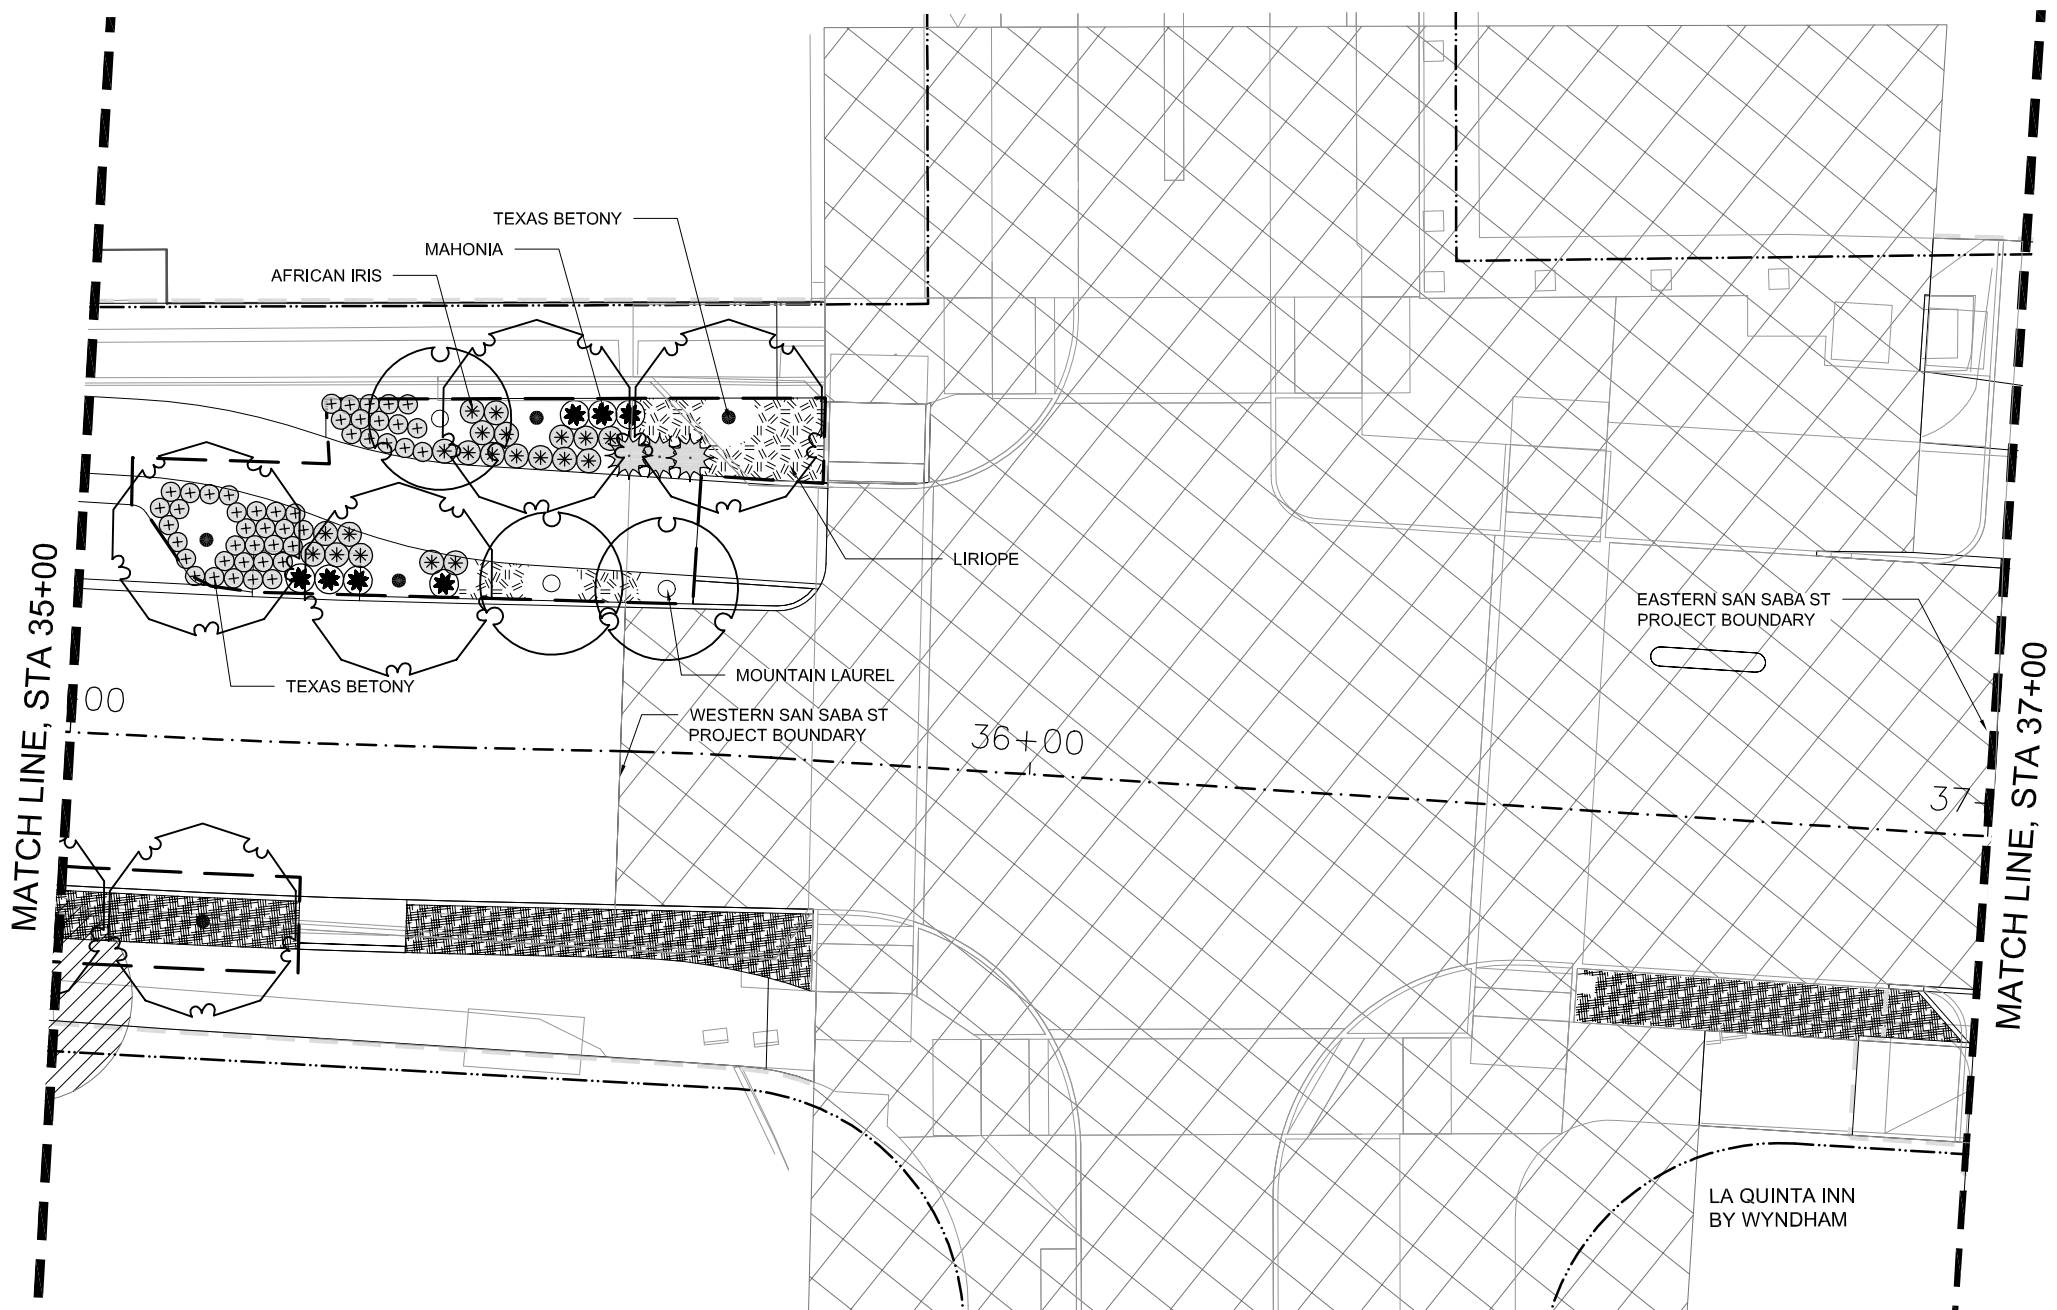 TEXAS BETONY
MAHONIA
AFRICAN IRIS
LIRIOPE
EASTERN SAN SABA ST
PROJECT BOUNDARY
MOUNTAIN LAUREL
TEXAS BETONY
WESTERN SAN SABA ST
PROJECT BOUNDARY
00
36+00
37+
MATCH LINE, STA 35+00
MATCH LINE, STA 37+00
LA QUINTA INN
BY WYNDHAM